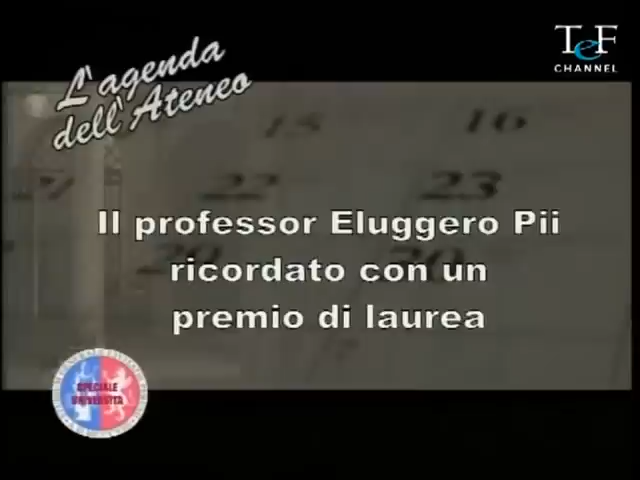 TeF
CHANNEL
L'agenda
dell'Ateneo
15
16
22
23
Il professor Eluggero Pii
ricordato con un
premio di laurea
SPECIALE
UNIVERSITÀ